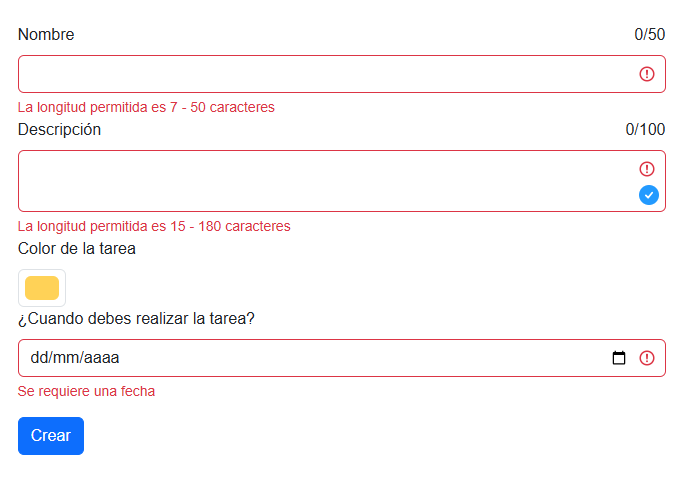 Nombre 0/50
La longitud permitida es 7 - 50 caracteres
Descripción 0/100
La longitud permitida es 15 - 180 caracteres
Color de la tarea
¿Cuando debes realizar la tarea?
dd/mm/aaaa
Se requiere una fecha
Crear